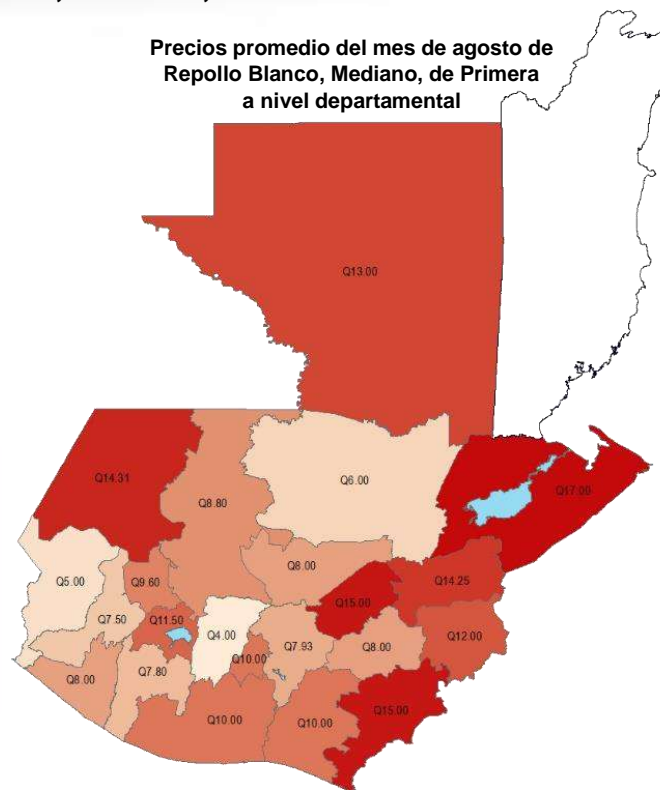 Precios promedio del mes de agosto de
Repollo Blanco, Mediano, de Primera
a nivel departamental
Q13.00
Q14.31
Q8.80
Q6.00
Q17.00
Q5.00
Q9.60
Q8.00
Q14.25
Q7.50
Q11.50
Q4.00
Q15.00
Q12.00
Q8.00
Q7.80
Q10.00
Q7.93
Q8.00
Q10.00
Q10.00
Q15.00